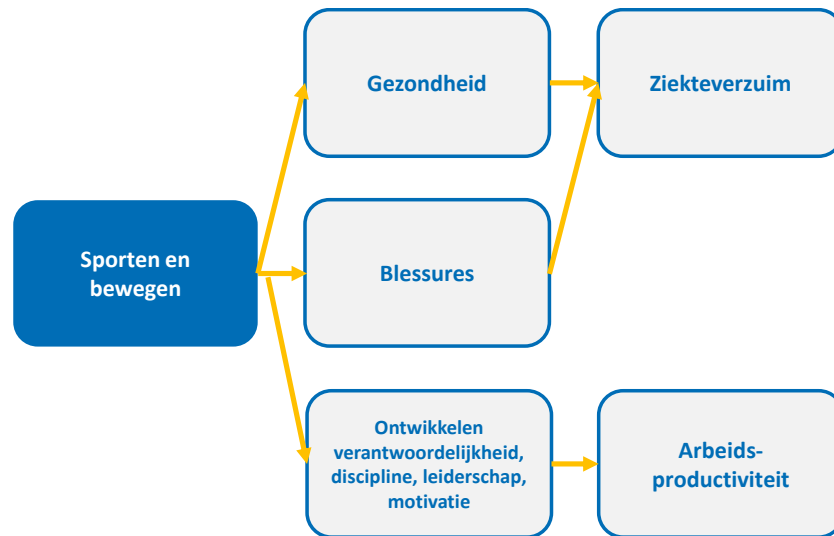 Gezondheid
Ziekteverzuim
Sporten en
bewegen
Blessures
Ontwikkelen
verantwoordelijkheid,
discipline, leiderschap,
motivatie
Arbeids-
productiviteit